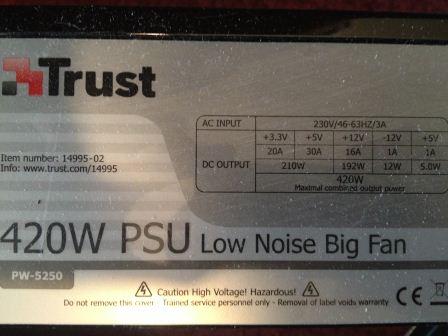 Trust
AC INPUT 230V/46-63HZ/3A
DC OUTPUT +3.3V +5V +12V -12V +5V
20A 30A 16A 1A 1A
210W 192W 12W 5.0W
420W
Maximal combined output power
Item number: 14995-02
Info: www.trust.com/14995
420W PSU Low Noise Big Fan
PW-5250
Caution High Voltage! Hazardous!
Do not remove this cover - Trained service personnel only - Removal of label voids warranty
CE